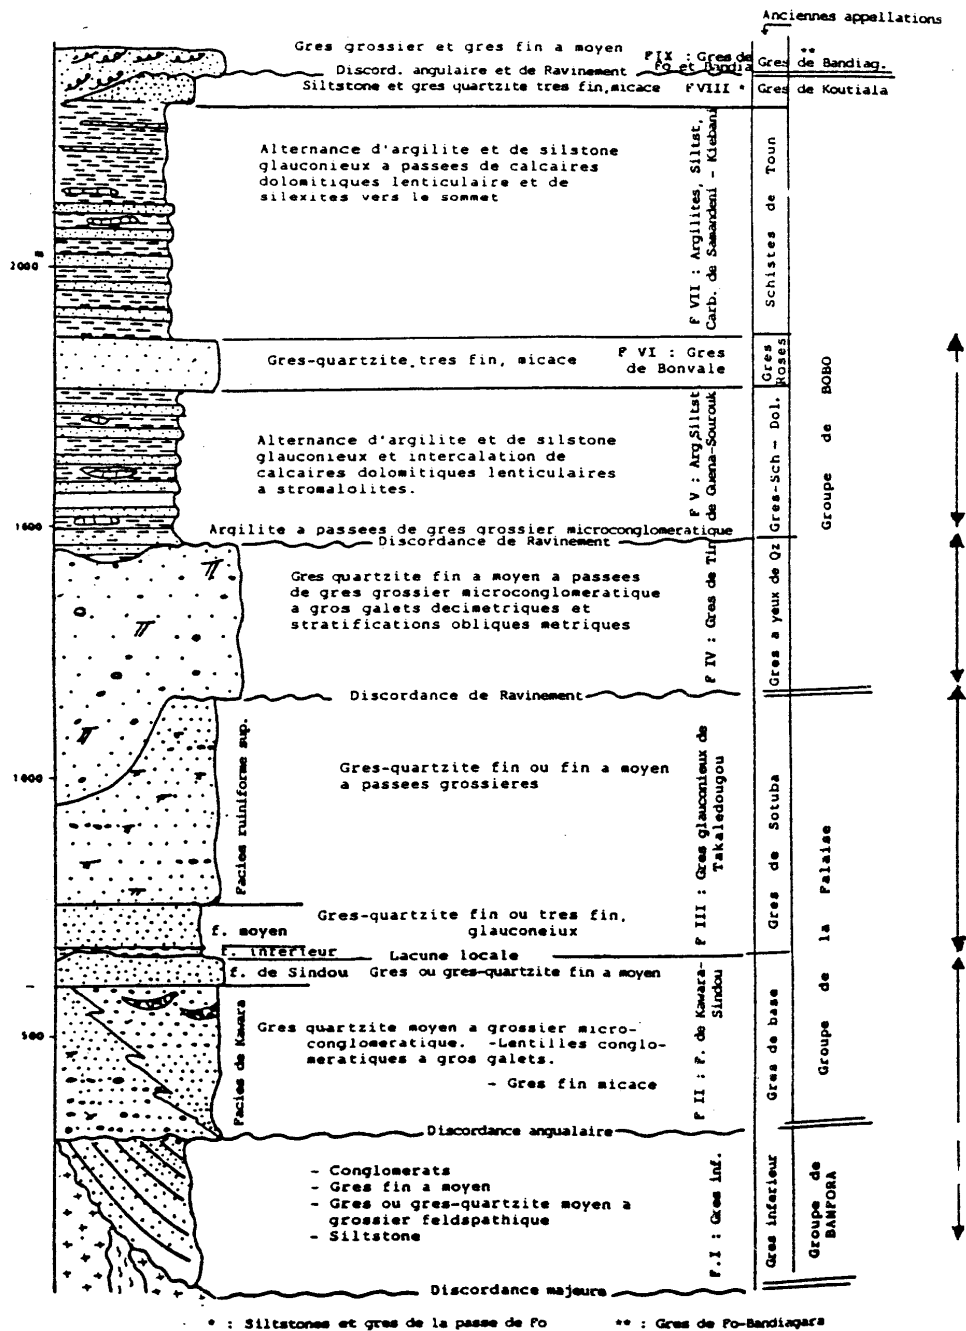 Anciennes appellations
Gres grossier et gres fin a moyen
F IX : Gres de
Fo et Bandia
Gres de Bandiag.
**
Discord. angulaire et de Ravinement
Siltstone et gres quartzite tres fin,micace
F VIII *
Gres de Koutiala
Alternance d'argilite et de silstone
glauconieux a passees de calcaires
dolomitiques lenticulaire et de
silexites vers le sommet
F VII : Argilites, Siltst,
Carb. de Samandeni - Kiebani
Schistes de Toun
m
2000
Gres-quartzite,tres fin, micace
F VI : Gres
de Bonvale
Gres
Roses
Alternance d'argilite et de silstone
glauconieux et intercalation de
calcaires dolomitiques lenticulaires
a stromalolites.
F V : Arg,Siltst
de Guena-Sourouk
Gres-Sch - Dol.
Groupe de BOBO
1500
Argilite a passees de gres grossier microconglomeratique
Discordance de Ravinement
Gres quartzite fin a moyen a passees
de gres grossier microconglomeratique
a gros galets decimetriques et
stratifications obliques metriques
F IV : Gres de Tin
Gres a yeux de Qz
Discordance de Ravinement
1000
Facies ruiniforme sup.
Gres-quartzite fin ou fin a moyen
a passees grossieres
F III : Gres glauconieux de
Takaledougou
Gres de Sotuba
Groupe de la Falaise
Gres-quartzite fin ou tres fin,
glauconeiux
f. moyen
f. inferieur
Lacune locale
f. de Sindou
Gres ou gres-quartzite fin a moyen
500
Facies de Kawara
Gres quartzite moyen a grossier micro-
conglomeratique. -Lentilles conglo-
meratiques a gros galets.
- Gres fin micace
F II : F. de Kawara-
Sindou
Gres de base
Discordance angualaire
- Conglomerats
- Gres fin a moyen
- Gres ou gres-quartzite moyen a
grossier feldspathique
- Siltstone
F.I : Gres inf.
Gres inferieur
Groupe de
BANFORA
Discordance majeure
* : Siltstones et gres de la passe de Fo
** : Gres de Fo-Bandiagara